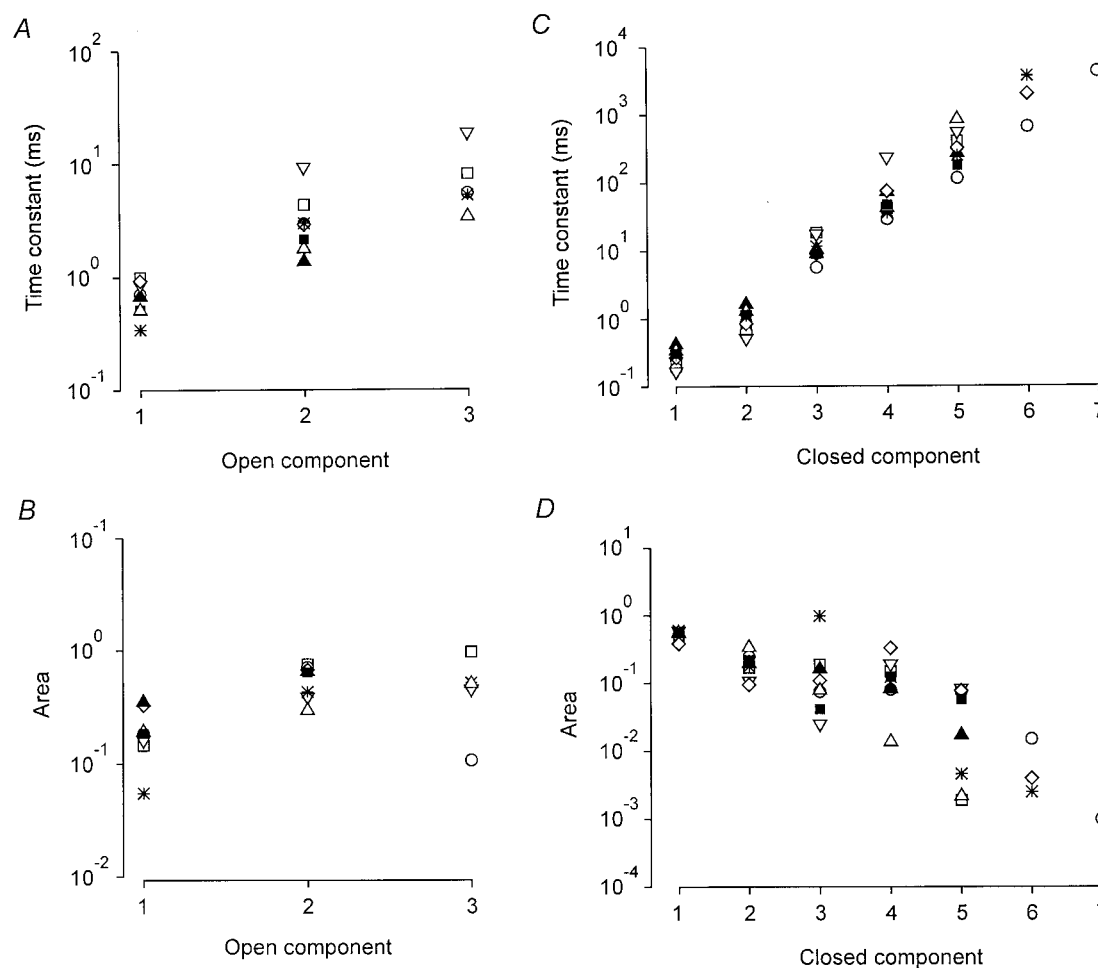 A
10^2
10^1
10^0
10^-1
Time constant (ms)
1 2 3
Open component
C
10^4
10^3
10^2
10^1
10^0
10^-1
Time constant (ms)
1 2 3 4 5 6 7
Closed component
B
10^-1
10^0
10^-1
10^-2
Area
1 2 3
Open component
D
10^1
10^0
10^-1
10^-2
10^-3
10^-4
Area
1 2 3 4 5 6 7
Closed component